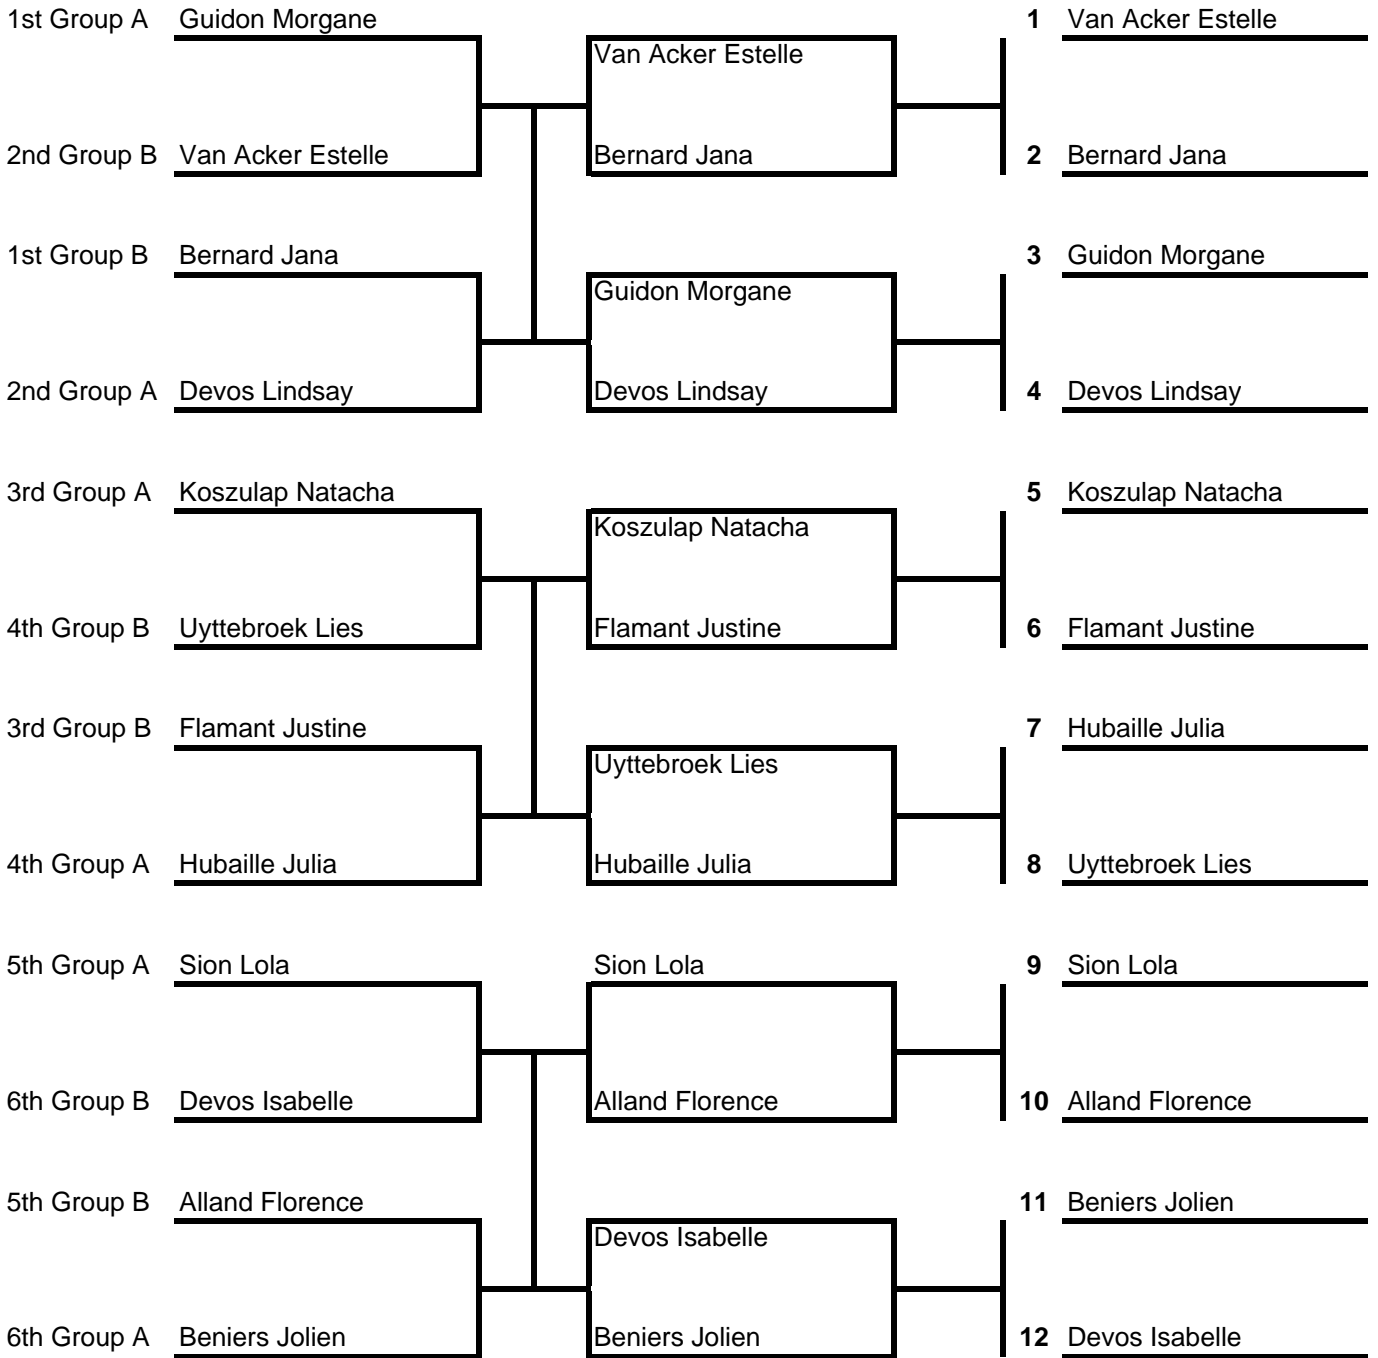 1st Group A Guidon Morgane 1 Van Acker Estelle
Van Acker Estelle
2nd Group B Van Acker Estelle Bernard Jana 2 Bernard Jana
1st Group B Bernard Jana 3 Guidon Morgane
Guidon Morgane
2nd Group A Devos Lindsay Devos Lindsay 4 Devos Lindsay
3rd Group A Koszulap Natacha 5 Koszulap Natacha
Koszulap Natacha
4th Group B Uyttebroek Lies Flamant Justine 6 Flamant Justine
3rd Group B Flamant Justine 7 Hubaille Julia
Uyttebroek Lies
4th Group A Hubaille Julia Hubaille Julia 8 Uyttebroek Lies
5th Group A Sion Lola Sion Lola 9 Sion Lola
6th Group B Devos Isabelle Alland Florence 10 Alland Florence
5th Group B Alland Florence 11 Beniers Jolien
Devos Isabelle
6th Group A Beniers Jolien Beniers Jolien 12 Devos Isabelle